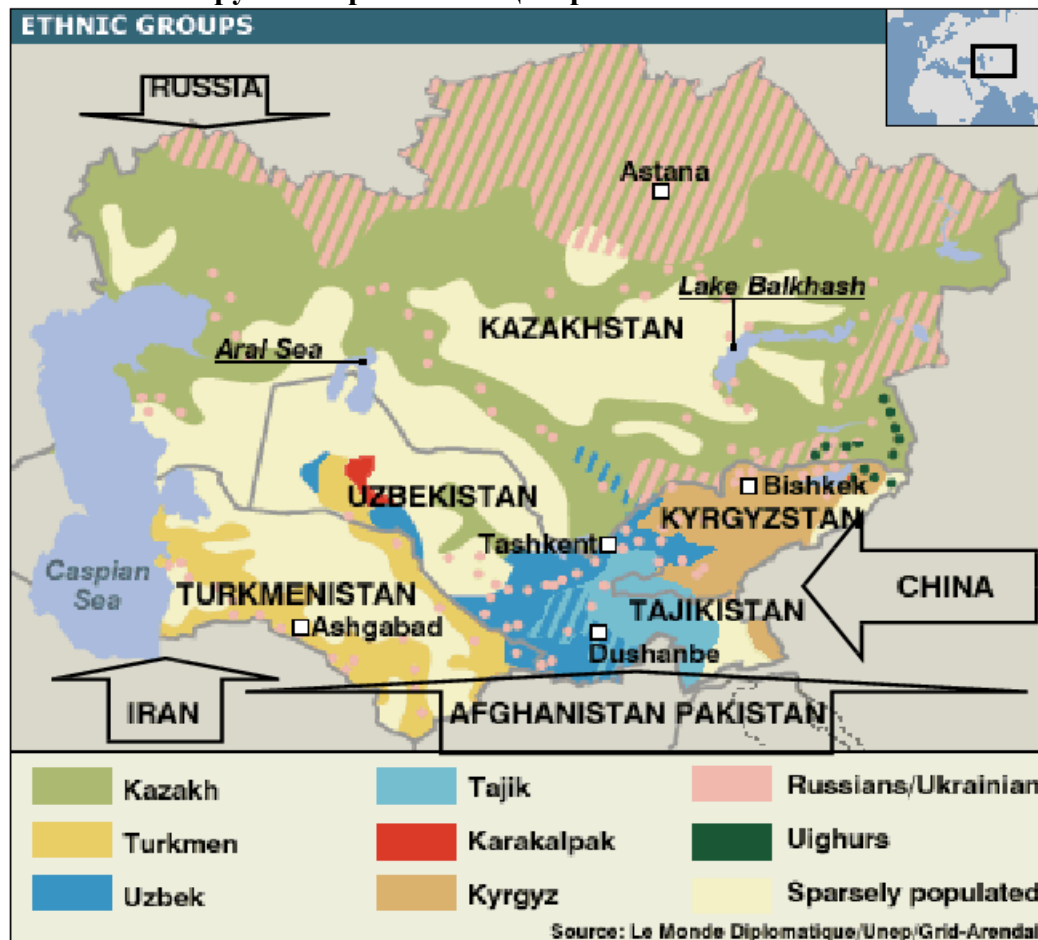 ETHNIC GROUPS
RUSSIA
Astana
Lake Balkhash
KAZAKHSTAN
Aral Sea
UZBEKISTAN
Bishkek
KYRGYZSTAN
Tashkent
Caspian
Sea
TURKMENISTAN
CHINA
TAJIKISTAN
Ashgabad
Dushanbe
IRAN
AFGHANISTAN PAKISTAN
Kazakh
Tajik
Russians/Ukrainian
Turkmen
Karakalpak
Uighurs
Uzbek
Kyrgyz
Sparsely populated
Source: Le Monde Diplomatique/Unep/Grid-Arendal